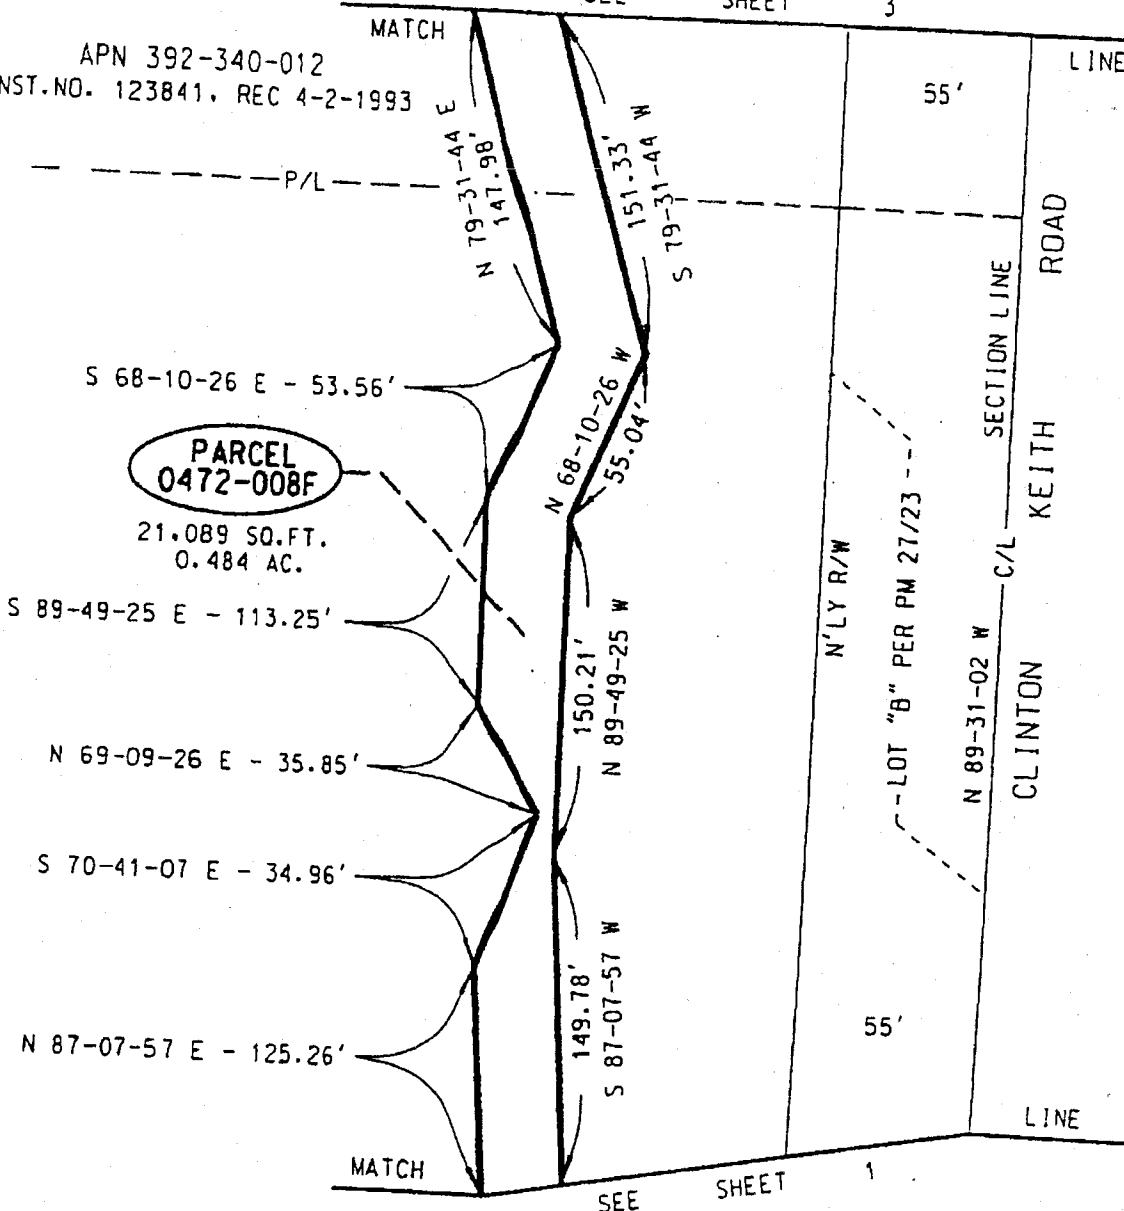 SEE SHEET 3
MATCH LINE
APN 392-340-012
NST.NO. 123841, REC 4-2-1993
55'
P/L
N 79-31-44 E
147.98'
151.33'
S 79-31-44 W
ROAD
SECTION LINE
S 68-10-26 E - 53.56'
N 68-10-26 W
55.04'
KEITH
PARCEL
0472-008F
21.089 SQ.FT.
0.484 AC.
N'LY R/W
LOT "B" PER PM 27/23
C/L
S 89-49-25 E - 113.25'
150.21'
N 89-49-25 W
N 89-31-02 W
CLINTON
N 69-09-26 E - 35.85'
S 70-41-07 E - 34.96'
149.78'
S 87-07-57 W
N 87-07-57 E - 125.26'
55'
LINE
MATCH
SEE SHEET 1